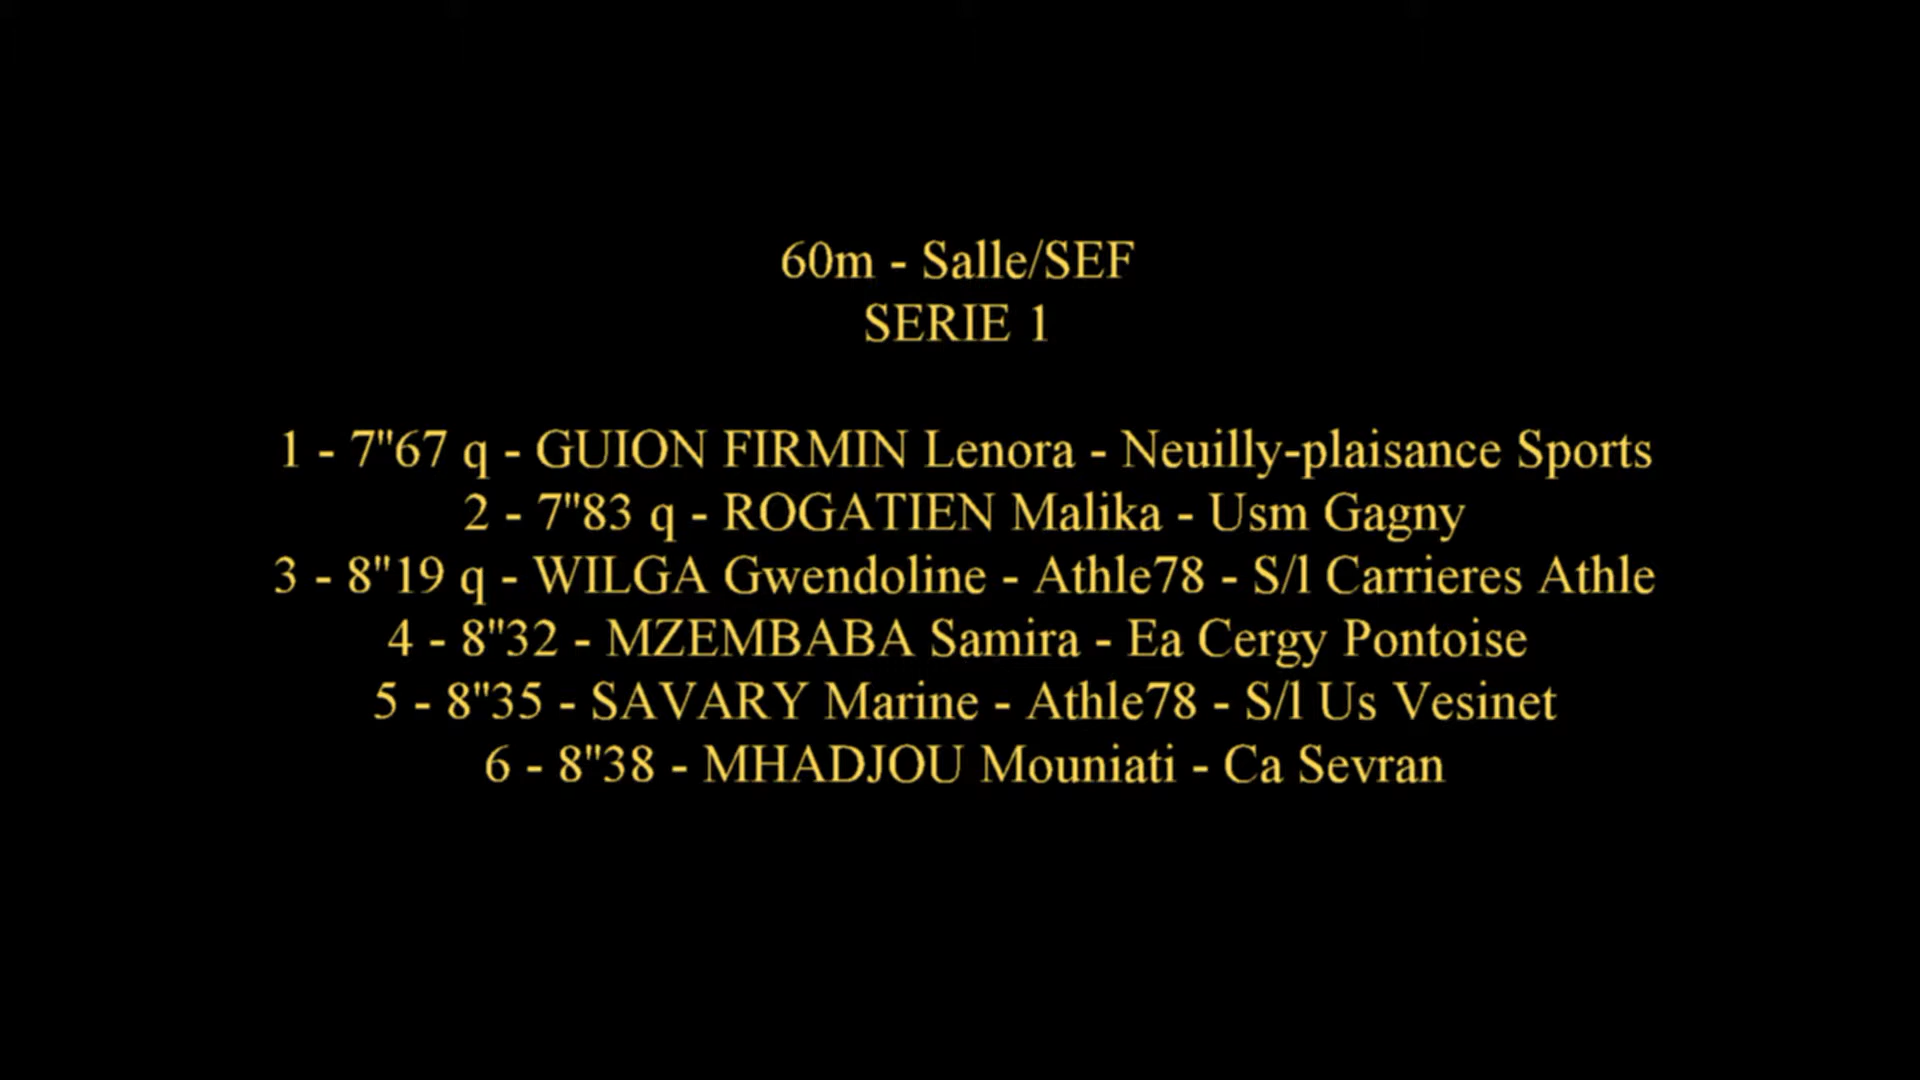 60m - Salle/SEF
SERIE 1
1 - 7"67 q - GUION FIRMIN Lenora - Neuilly-plaisance Sports
2 - 7"83 q - ROGATIEN Malika - Usm Gagny
3 - 8"19 q - WILGA Gwendoline - Athle78 - S/l Carrieres Athle
4 - 8"32 - MZEMBABA Samira - Ea Cergy Pontoise
5 - 8"35 - SAVARY Marine - Athle78 - S/l Us Vesinet
6 - 8"38 - MHADJOU Mouniati - Ca Sevran